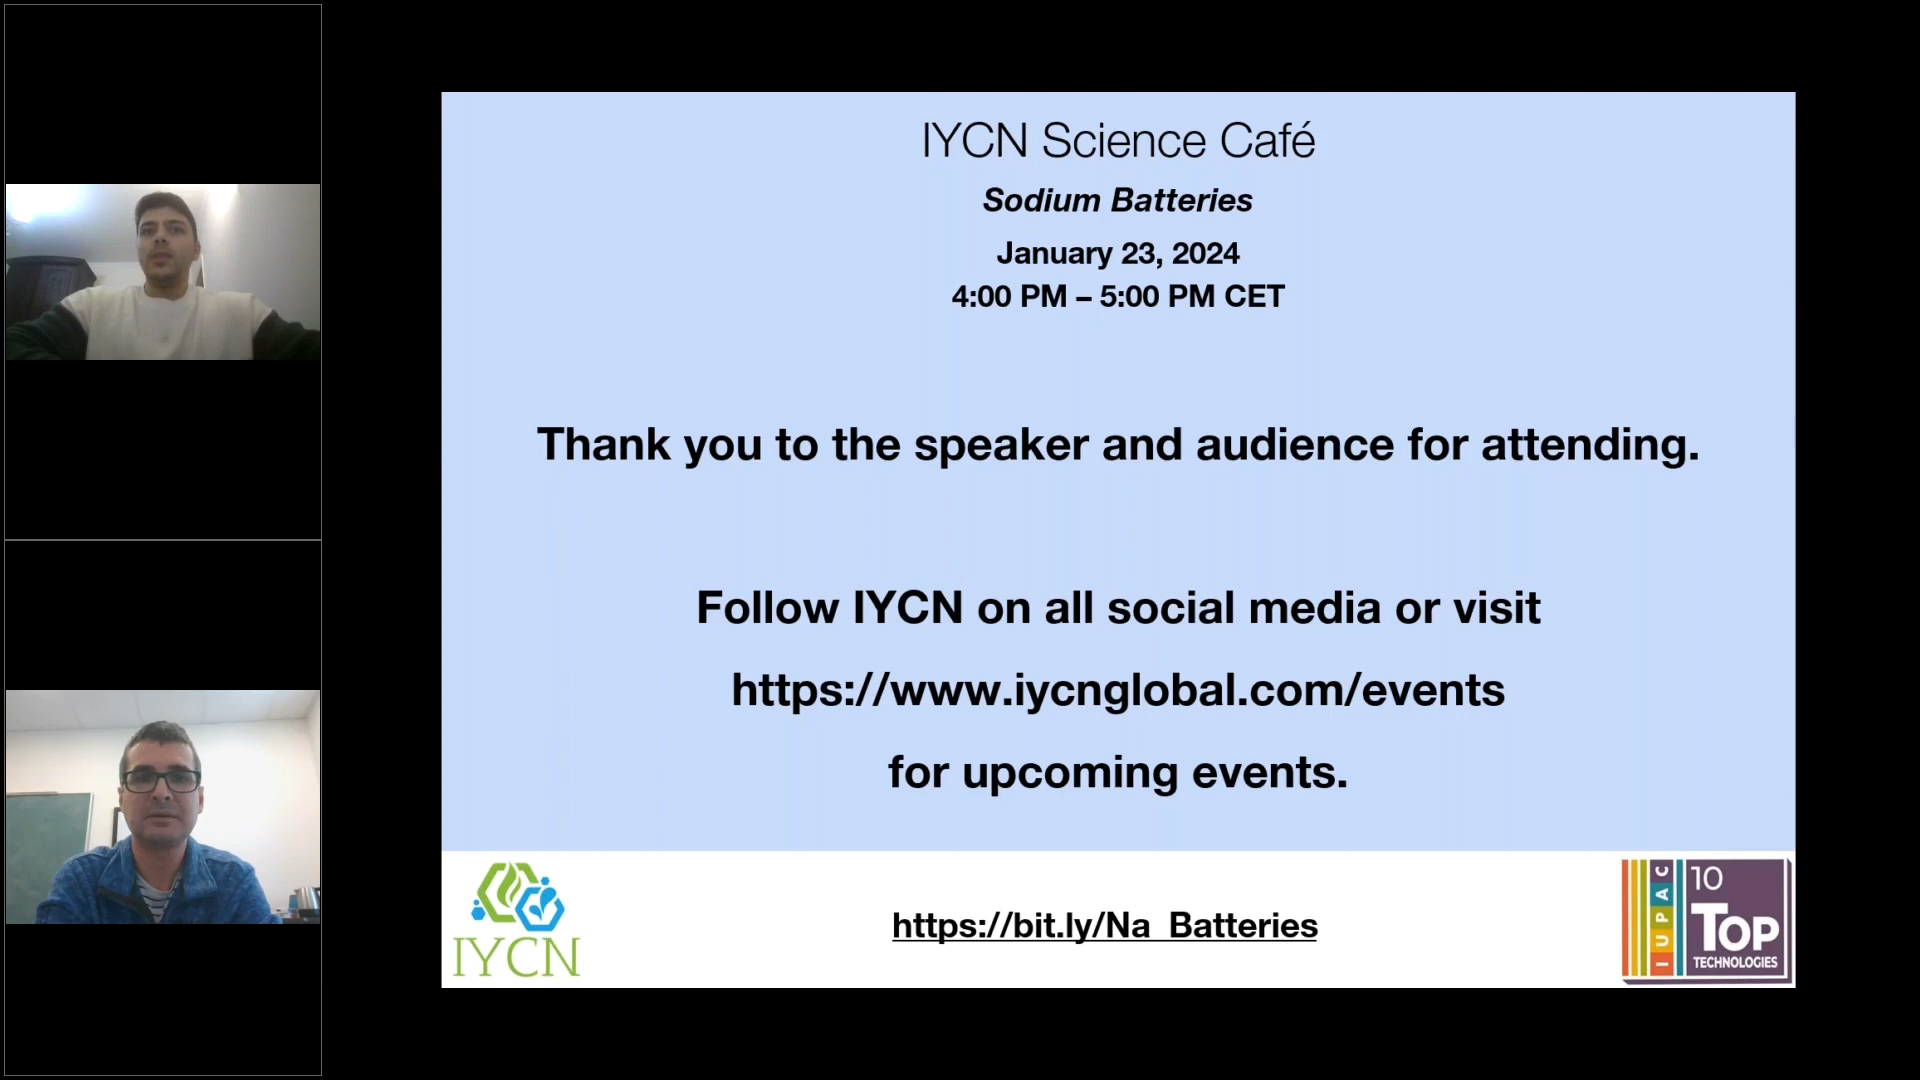 IYCN Science Café
Sodium Batteries
January 23, 2024
4:00 PM – 5:00 PM CET
Thank you to the speaker and audience for attending.
Follow IYCN on all social media or visit
https://www.iycnglobal.com/events
for upcoming events.
IYCN
https://bit.ly/Na_Batteries
IUPAC
10
TOP
TECHNOLOGIES